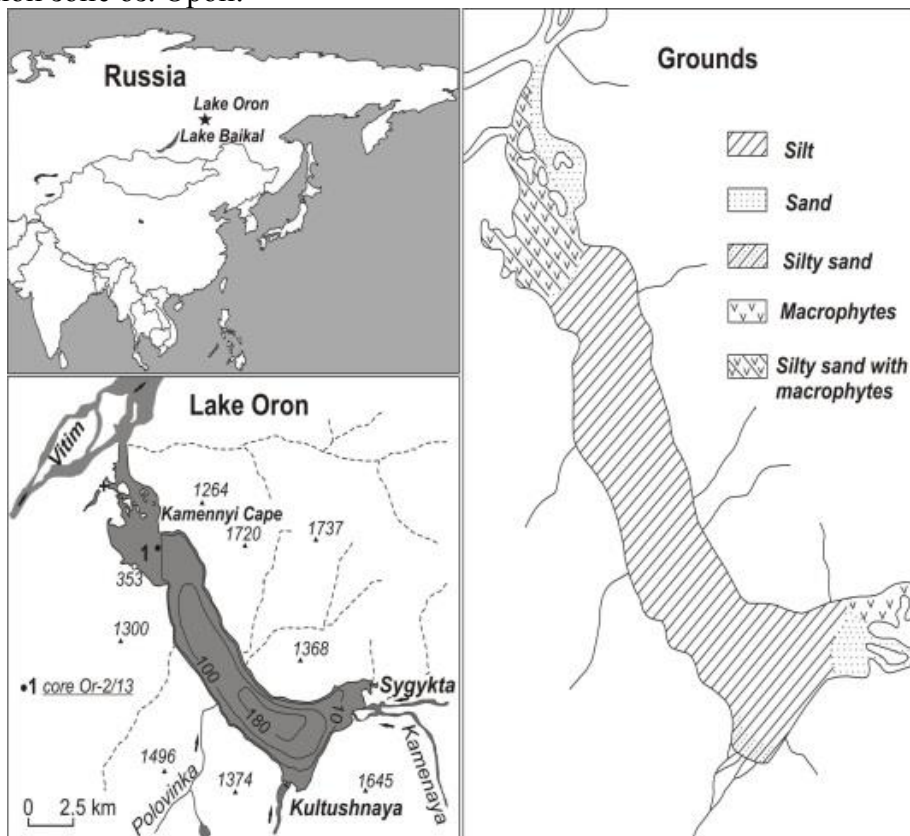 Russia
Lake Oron
Lake Baikal
Lake Oron
Vitim
1264
Kamennyi Cape
1720
1737
1
353
1300
1368
100
1 core Or-2/13
Sygykta
180
10
Kamenaya
1496
1374
1645
Polovinka
Kultushnaya
0 2.5 km
Grounds
Silt
Sand
Silty sand
Macrophytes
Silty sand with
macrophytes